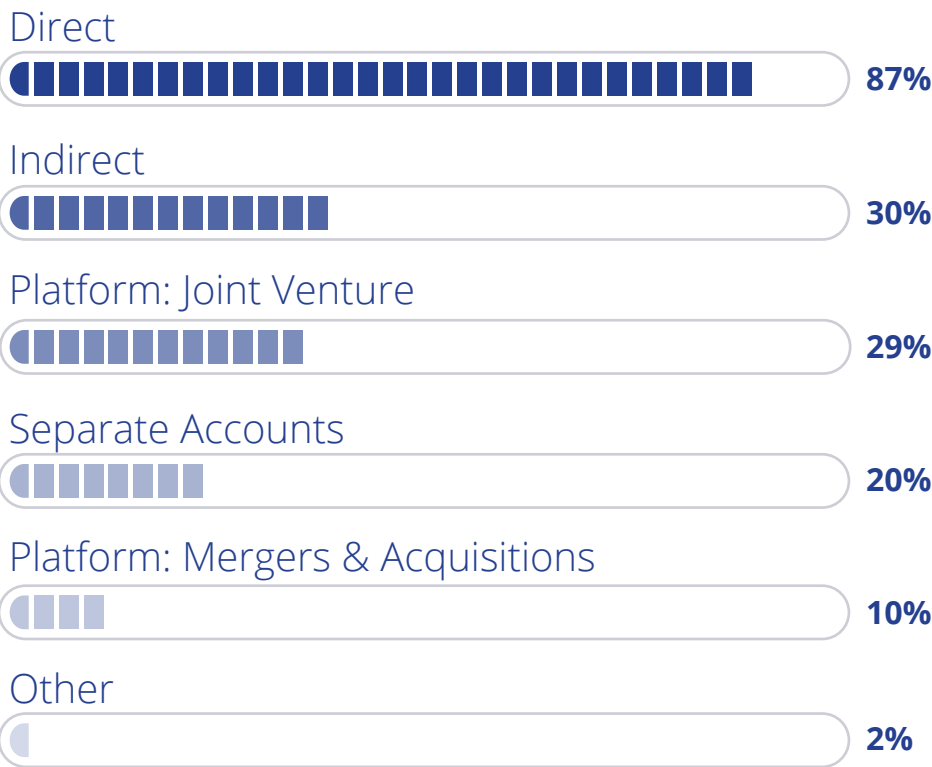 Direct
87%
Indirect
30%
Platform: Joint Venture
29%
Separate Accounts
20%
Platform: Mergers & Acquisitions
10%
Other
2%